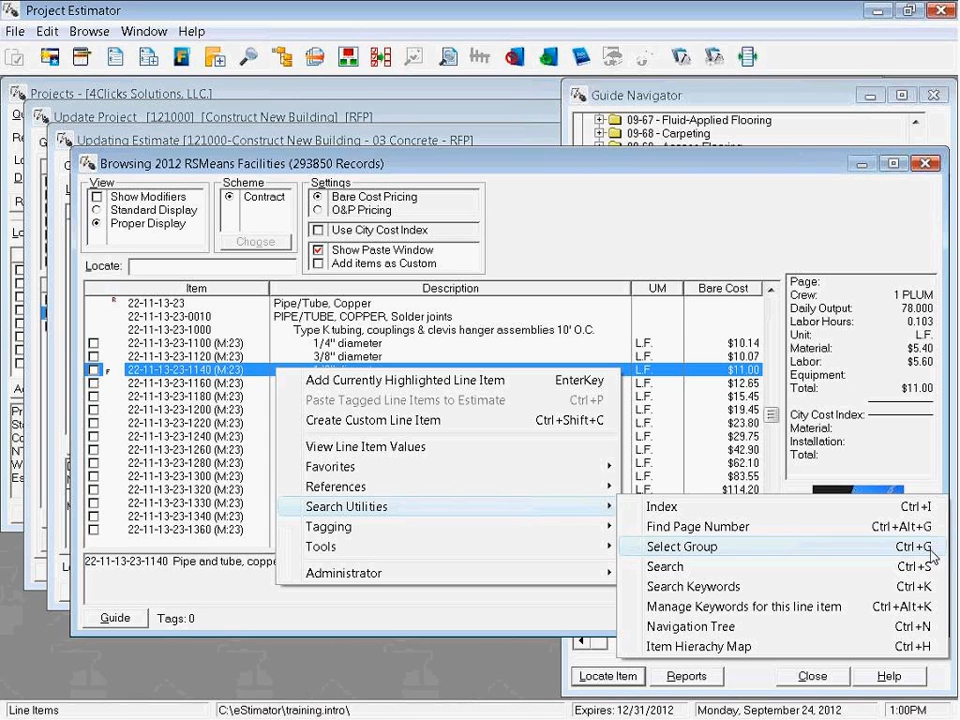 Project Estimator
File Edit Browse Window Help
Projects - [4Clicks Solutions, LLC.]
Update Project [121000] [Construct New Building] [RFP]
Updating Estimate [121000-Construct New Building - 03 Concrete - RFP]
Guide Navigator
09-67 - Fluid-Applied Flooring
09-68 - Carpeting
Browsing 2012 RSMeans Facilities (293850 Records)
View
Show Modifiers
Standard Display
Proper Display
Scheme
Contract
Choose
Settings
Bare Cost Pricing
O&P Pricing
Use City Cost Index
Show Paste Window
Add items as Custom
Locate:
Item Description UM Bare Cost
R 22-11-13-23 Pipe/Tube, Copper
22-11-13-23-0010 PIPE/TUBE, COPPER, Solder joints
22-11-13-23-1000 Type K tubing, couplings & clevis hanger assemblies 10' O.C.
22-11-13-23-1100 (M:23) 1/4" diameter L.F. $10.14
22-11-13-23-1120 (M:23) 3/8" diameter L.F. $10.07
F 22-11-13-23-1140 (M:23) L.F. $11.00
22-11-13-23-1160 (M:23) L.F. $12.65
22-11-13-23-1180 (M:23) L.F. $15.45
22-11-13-23-1200 (M:23) L.F. $19.45
22-11-13-23-1220 (M:23) L.F. $23.80
22-11-13-23-1240 (M:23) L.F. $29.75
22-11-13-23-1260 (M:23) L.F. $42.90
22-11-13-23-1280 (M:23) L.F. $62.10
22-11-13-23-1300 (M:23) L.F. $83.55
22-11-13-23-1320 (M:23) L.F. $114.20
22-11-13-23-1330 (M:23)
22-11-13-23-1340 (M:23)
22-11-13-23-1360 (M:23)
22-11-13-23-1140 Pipe and tube, coppe
Guide Tags: 0
Page:
Crew: 1 PLUM
Daily Output: 78.000
Labor Hours: 0.103
Unit: L.F.
Material: $5.40
Labor: $5.60
Equipment:
Total: $11.00
City Cost Index:
Material:
Installation:
Total:
Add Currently Highlighted Line Item EnterKey
Paste Tagged Line Items to Estimate Ctrl+P
Create Custom Line Item Ctrl+Shift+C
View Line Item Values
Favorites
References
Search Utilities
Tagging
Tools
Administrator
Index Ctrl+I
Find Page Number Ctrl+Alt+G
Select Group Ctrl+G
Search Ctrl+S
Search Keywords Ctrl+K
Manage Keywords for this line item Ctrl+Alt+K
Navigation Tree Ctrl+N
Item Hierachy Map Ctrl+H
Locate Item Reports Close Help
Line Items C:\eStimator\training.intro\ Expires: 12/31/2012 Monday, September 24, 2012 1:00PM